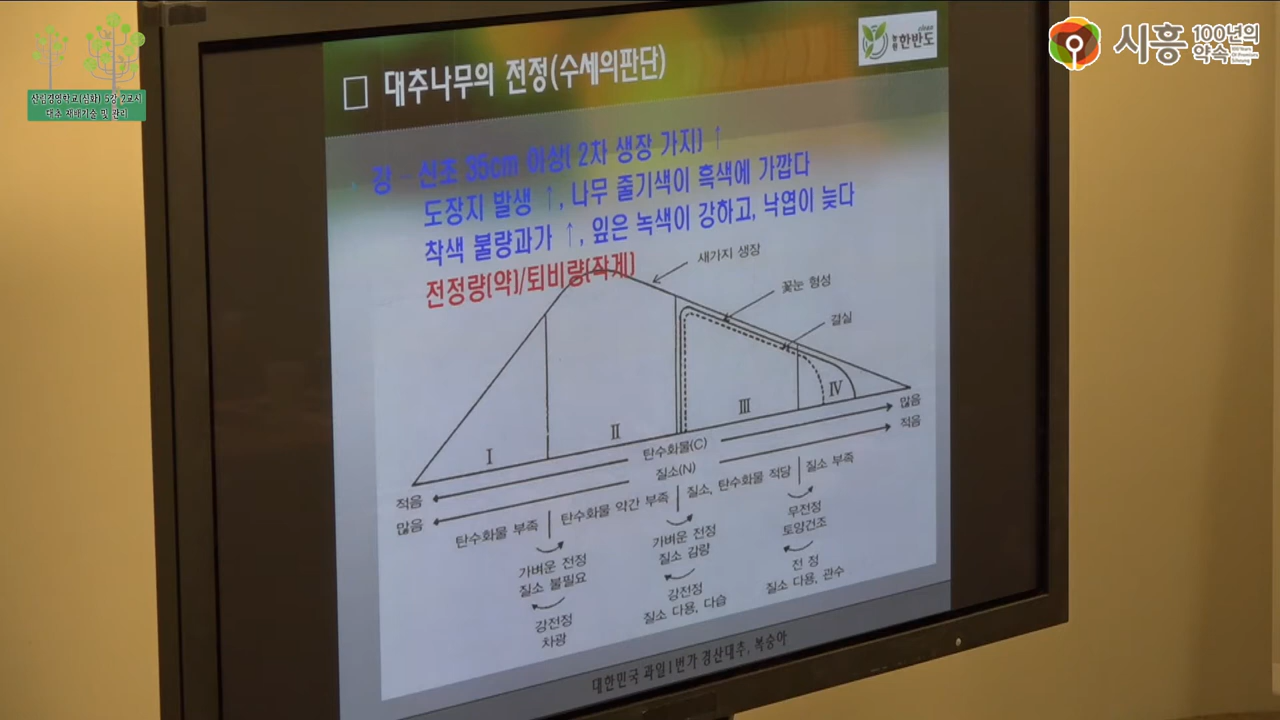 산림경영학교(심화) 5강 2교시
대추 재배기술 및 관리
시흥
100년의
약속
한반도
□ 대추나무의 전정(수세의판단)
강 - 신조 35cm 이상( 2차 생장 가지) ↑
도장지 발생 ↑, 나무 줄기색이 흑색에 가깝다
착색 불량과가 ↑, 잎은 녹색이 강하고, 낙엽이 늦다
전정량(약)/퇴비량(작게)
새가지 생장
꽃눈 형성
결실
Ⅰ
Ⅱ
Ⅲ
Ⅳ
탄수화물(C)
많음
질소(N)
적음
적음
많음
탄수화물 부족
탄수화물 약간 부족
질소, 탄수화물 적당
질소 부족
가벼운 전정
질소 불필요
강전정
차광
가벼운 전정
질소 감량
강전정
질소 다용, 다습
무전정
토양건조
전 정
질소 다용, 관수
대한민국 과일1번가 경산대추, 복숭아